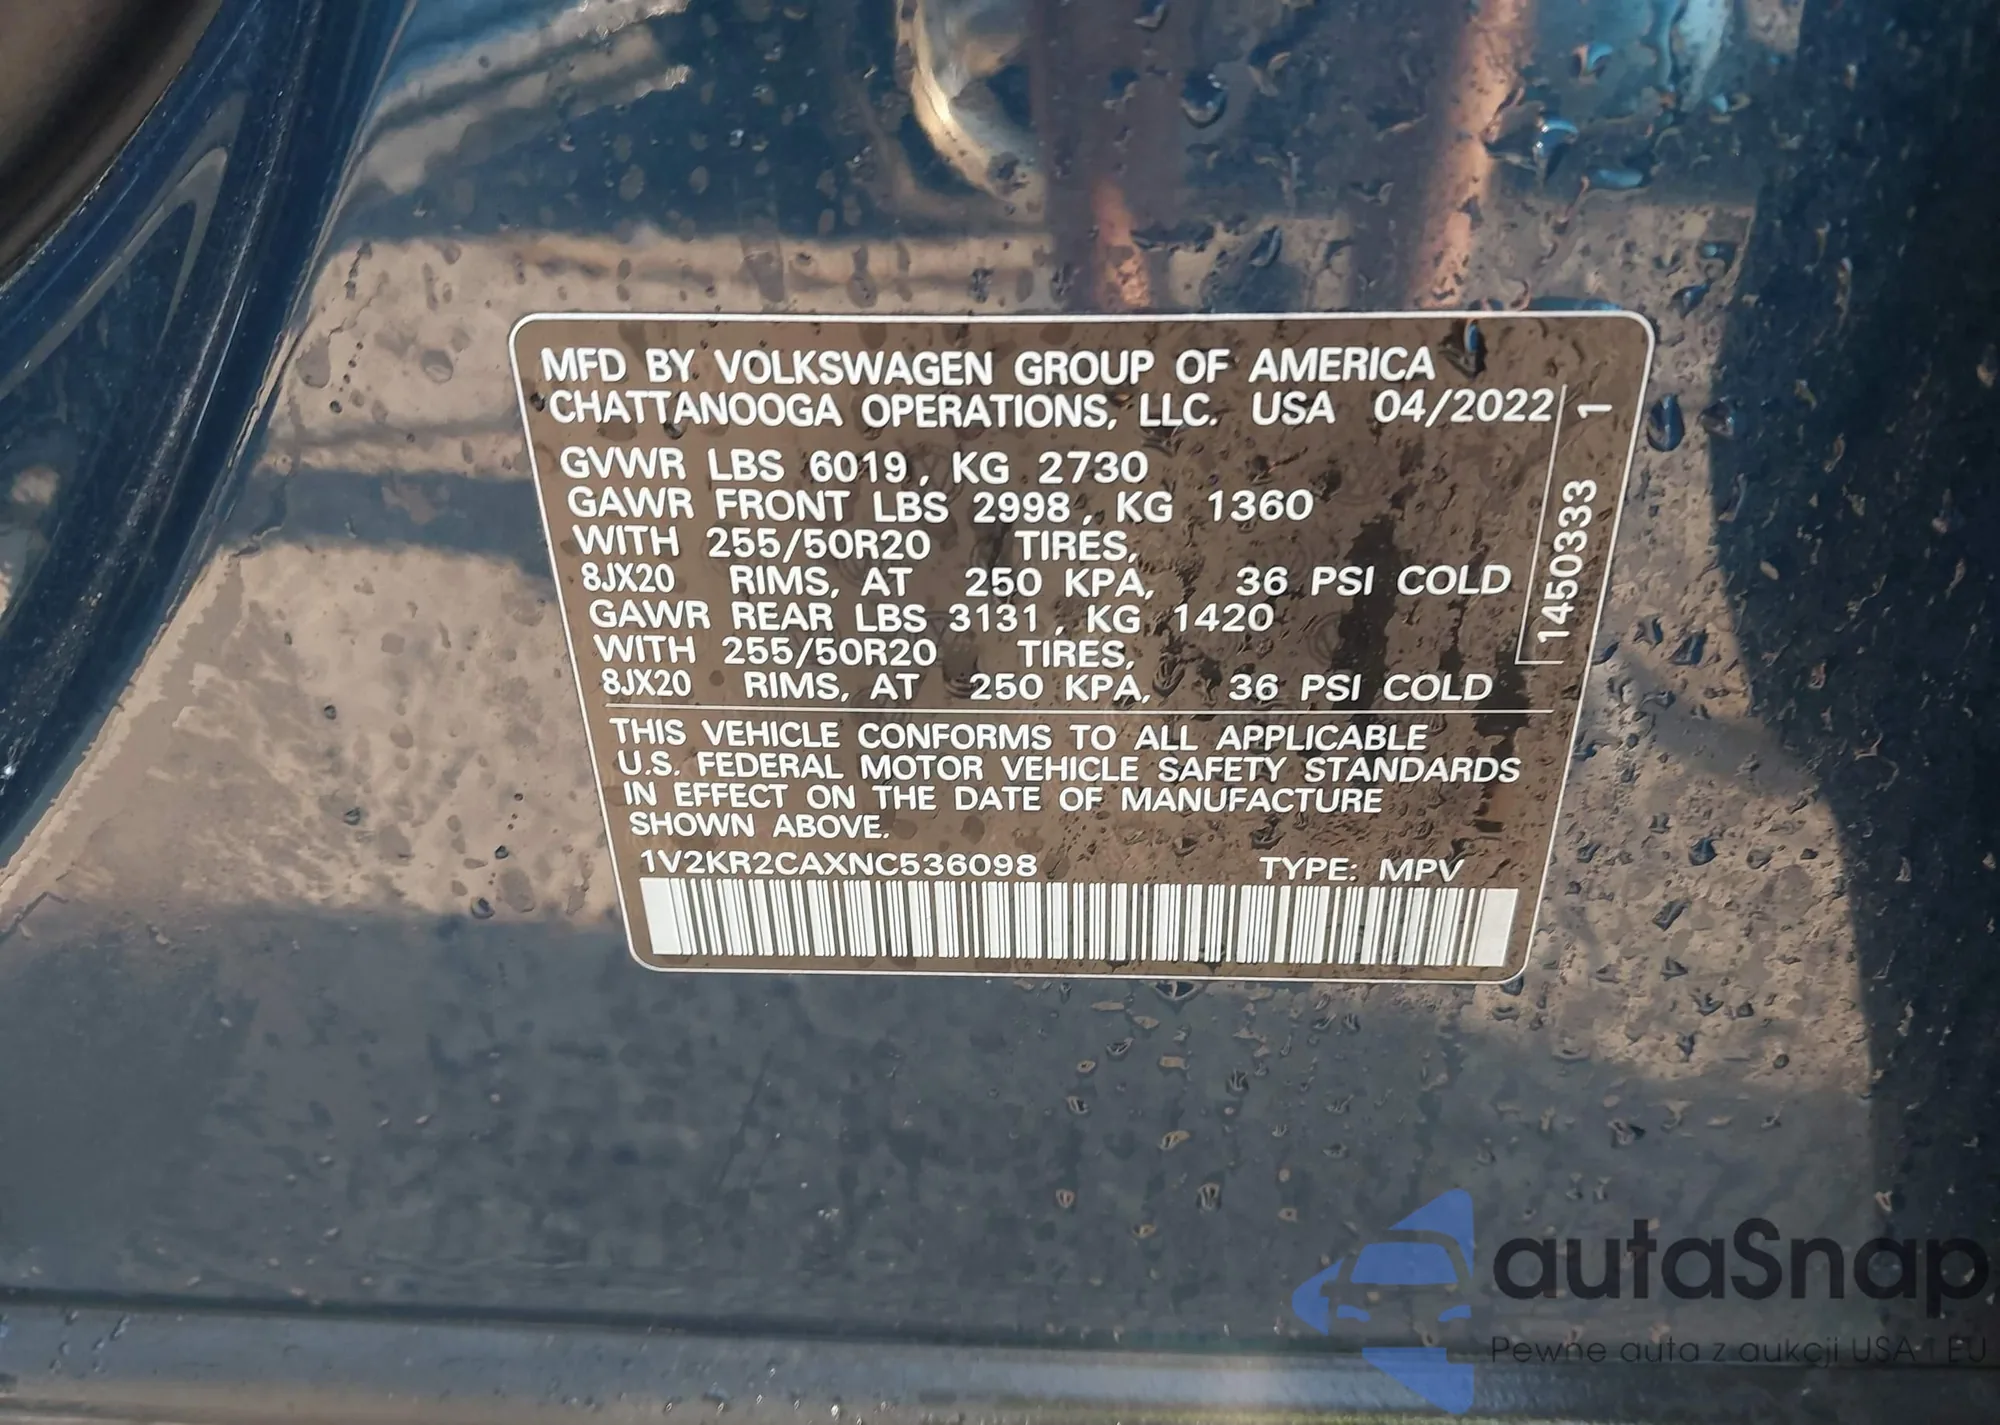 MFD BY VOLKSWAGEN GROUP OF AMERICA
CHATTANOOGA OPERATIONS, LLC. USA 04/2022
GVWR LBS 6019, KG 2730
GAWR FRONT LBS 2998, KG 1360
WITH 255/50R20 TIRES,
8JX20 RIMS, AT 250 KPA, 36 PSI COLD
GAWR REAR LBS 3131, KG 1420
WITH 255/50R20 TIRES,
8JX20 RIMS, AT 250 KPA, 36 PSI COLD
1450333 1
THIS VEHICLE CONFORMS TO ALL APPLICABLE
U.S. FEDERAL MOTOR VEHICLE SAFETY STANDARDS
IN EFFECT ON THE DATE OF MANUFACTURE
SHOWN ABOVE.
1V2KR2CAXNC536098 TYPE: MPV
autaSnap
Pewne auta z aukcji USA i EU